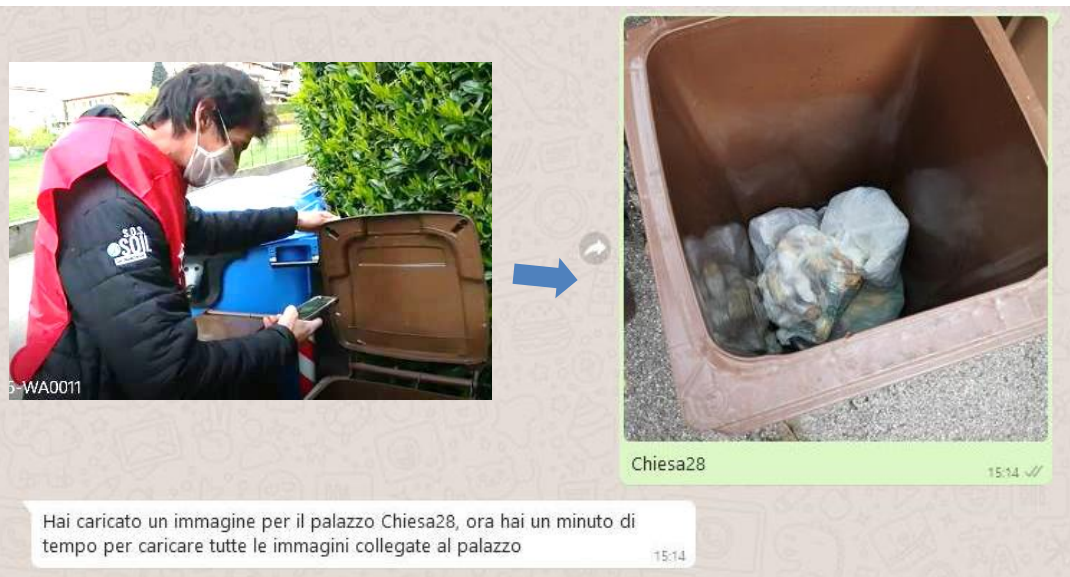 S.O.S.
SOIL
5-WA0011
Chiesa28
15:14
Hai caricato un immagine per il palazzo Chiesa28, ora hai un minuto di
tempo per caricare tutte le immagini collegate al palazzo
15:14